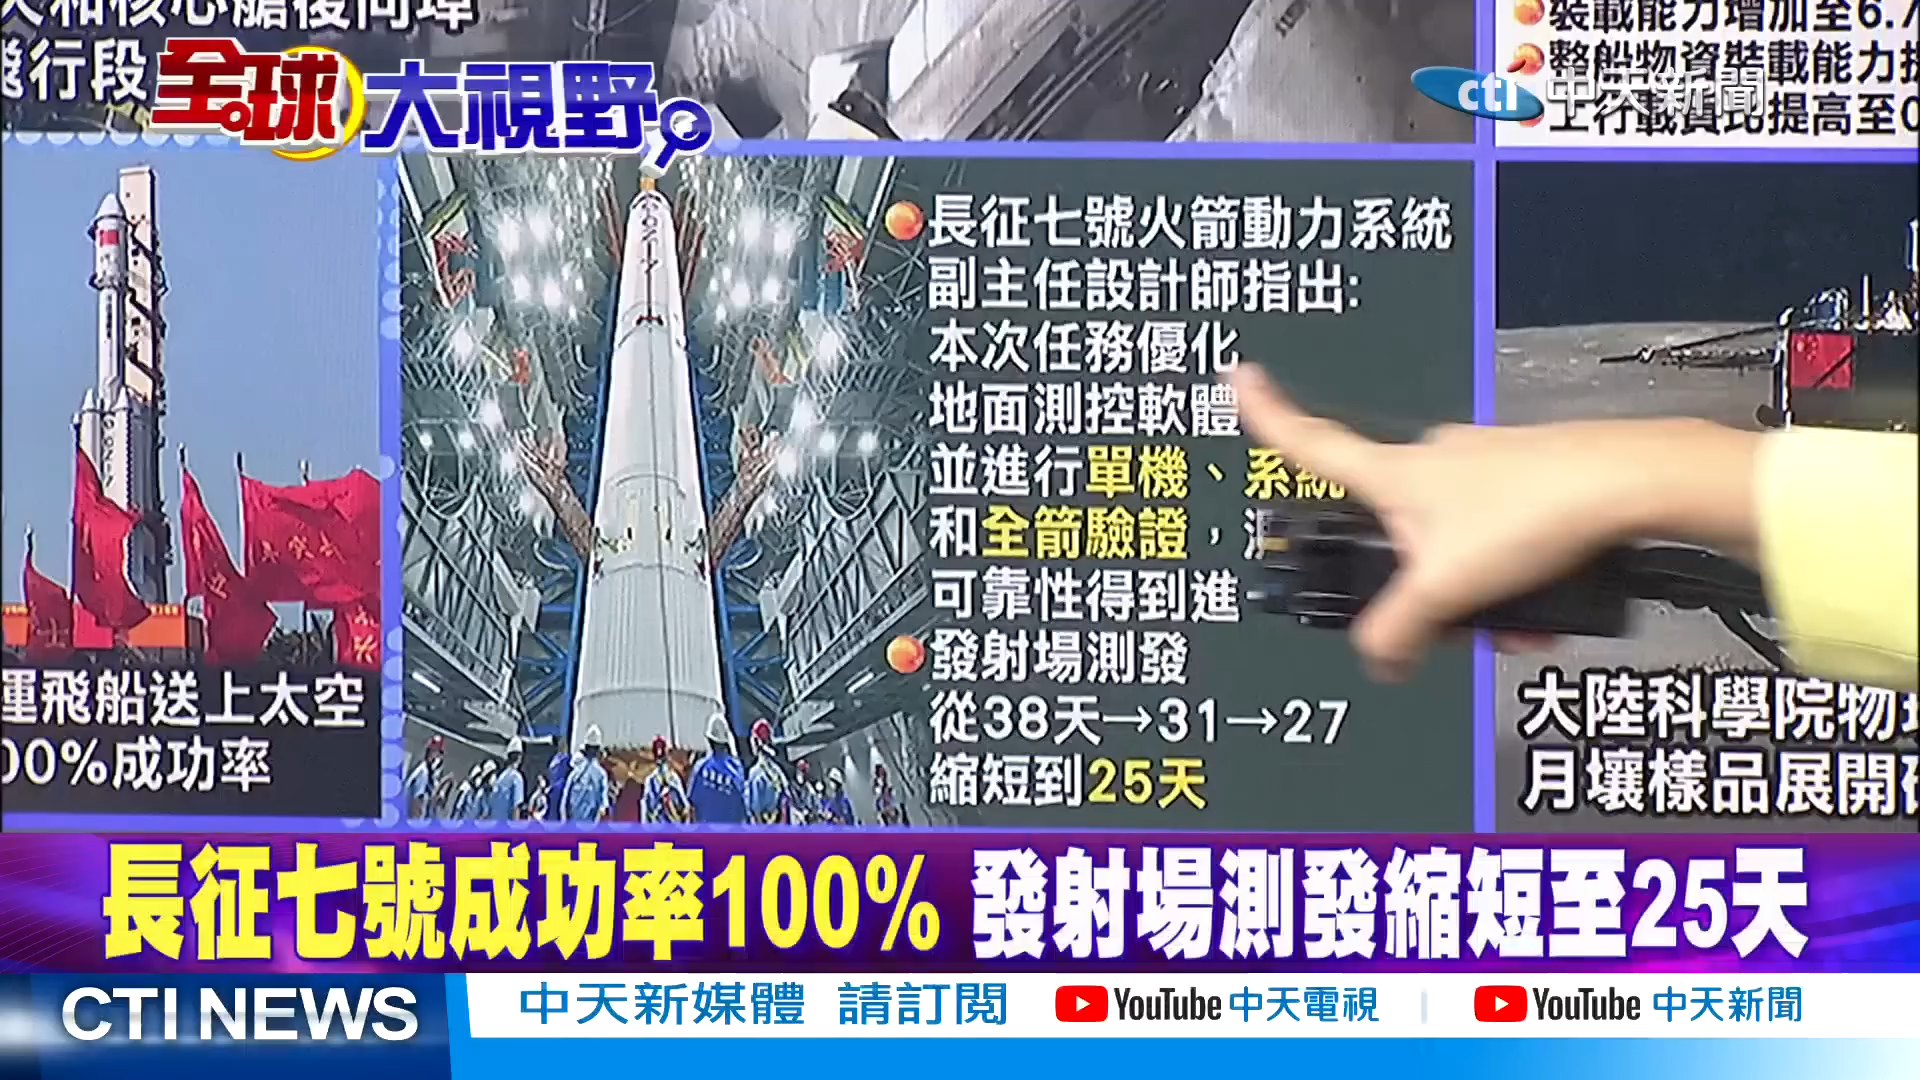 飛行段
全球大視野
裝載能力增加至6.
整船物資裝載能力
上行載貨比提高至0
cti 中天新聞
長征七號火箭動力系統
副主任設計師指出:
本次任務優化
地面測控軟體
並進行單機、系統
和全箭驗證，
可靠性得到進一
發射場測發
從38天→31→27
縮短到25天
運飛船送上太空
00%成功率
大陸科學院物
月壤樣品展開
長征七號成功率100% 發射場測發縮短至25天
CTI NEWS
中天新媒體 請訂閱 YouTube 中天電視 YouTube 中天新聞